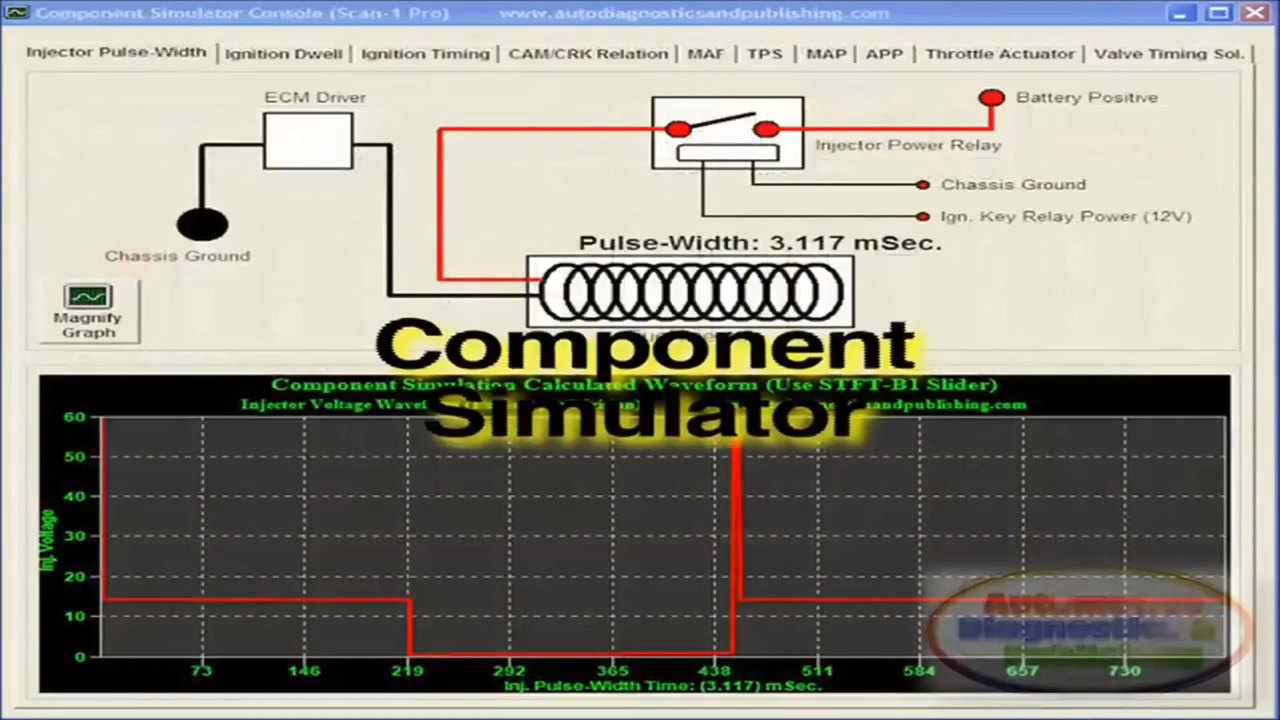 Component Simulator Console (Scan-1 Pro) www.autodiagnosticsandpublishing.com
Injector Pulse-Width Ignition Dwell Ignition Timing CAM/CRK Relation MAF TPS MAP APP Throttle Actuator Valve Timing Sol.
ECM Driver
Battery Positive
Injector Power Relay
Chassis Ground
Ign. Key Relay Power (12V)
Chassis Ground
Pulse-Width: 3.117 mSec.
Magnify
Graph
Component
Simulator
Component Simulation Calculated Waveform (Use STFT-B1 Slider)
Injector Voltage
60
50
40
30
20
10
0
Inj. Voltage
73 146 219 292 365 438 511 584 657 730
Inj. Pulse-Width Time: (3.117) mSec.
Diagnostics &